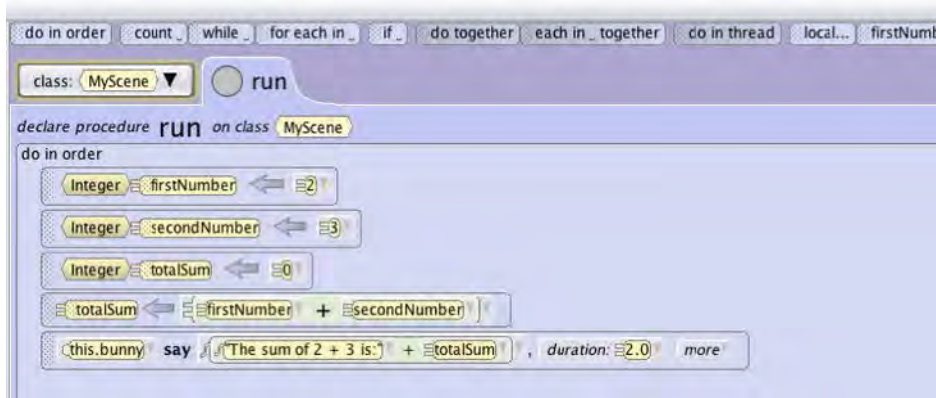 do in order count _ while _ for each in _ if _ do together each in _ together do in thread local... firstNumb
class: MyScene run
declare procedure run on class MyScene
do in order
Integer firstNumber 2
Integer secondNumber 3
Integer totalSum 0
totalSum firstNumber + secondNumber
this.bunny say "The sum of 2 + 3 is:" + totalSum , duration: 2.0 more